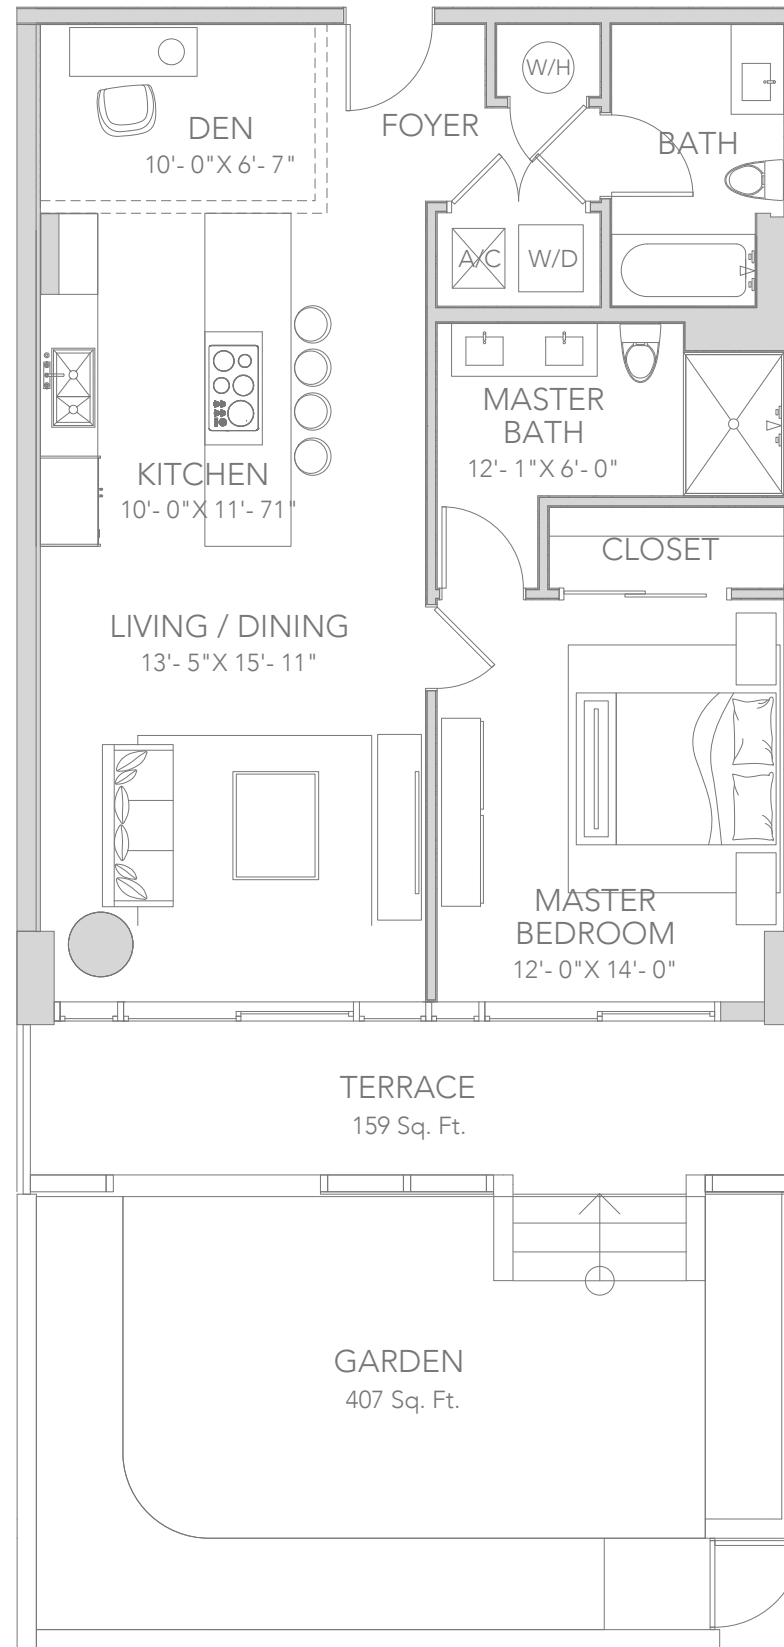 W/H
DEN
10'- 0"X 6'- 7"
FOYER
BATH
A/C
W/D
MASTER
BATH
12'- 1"X 6'- 0"
KITCHEN
10'- 0"X 11'- 71"
CLOSET
LIVING / DINING
13'- 5"X 15'- 11"
MASTER
BEDROOM
12'- 0"X 14'- 0"
TERRACE
159 Sq. Ft.
GARDEN
407 Sq. Ft.